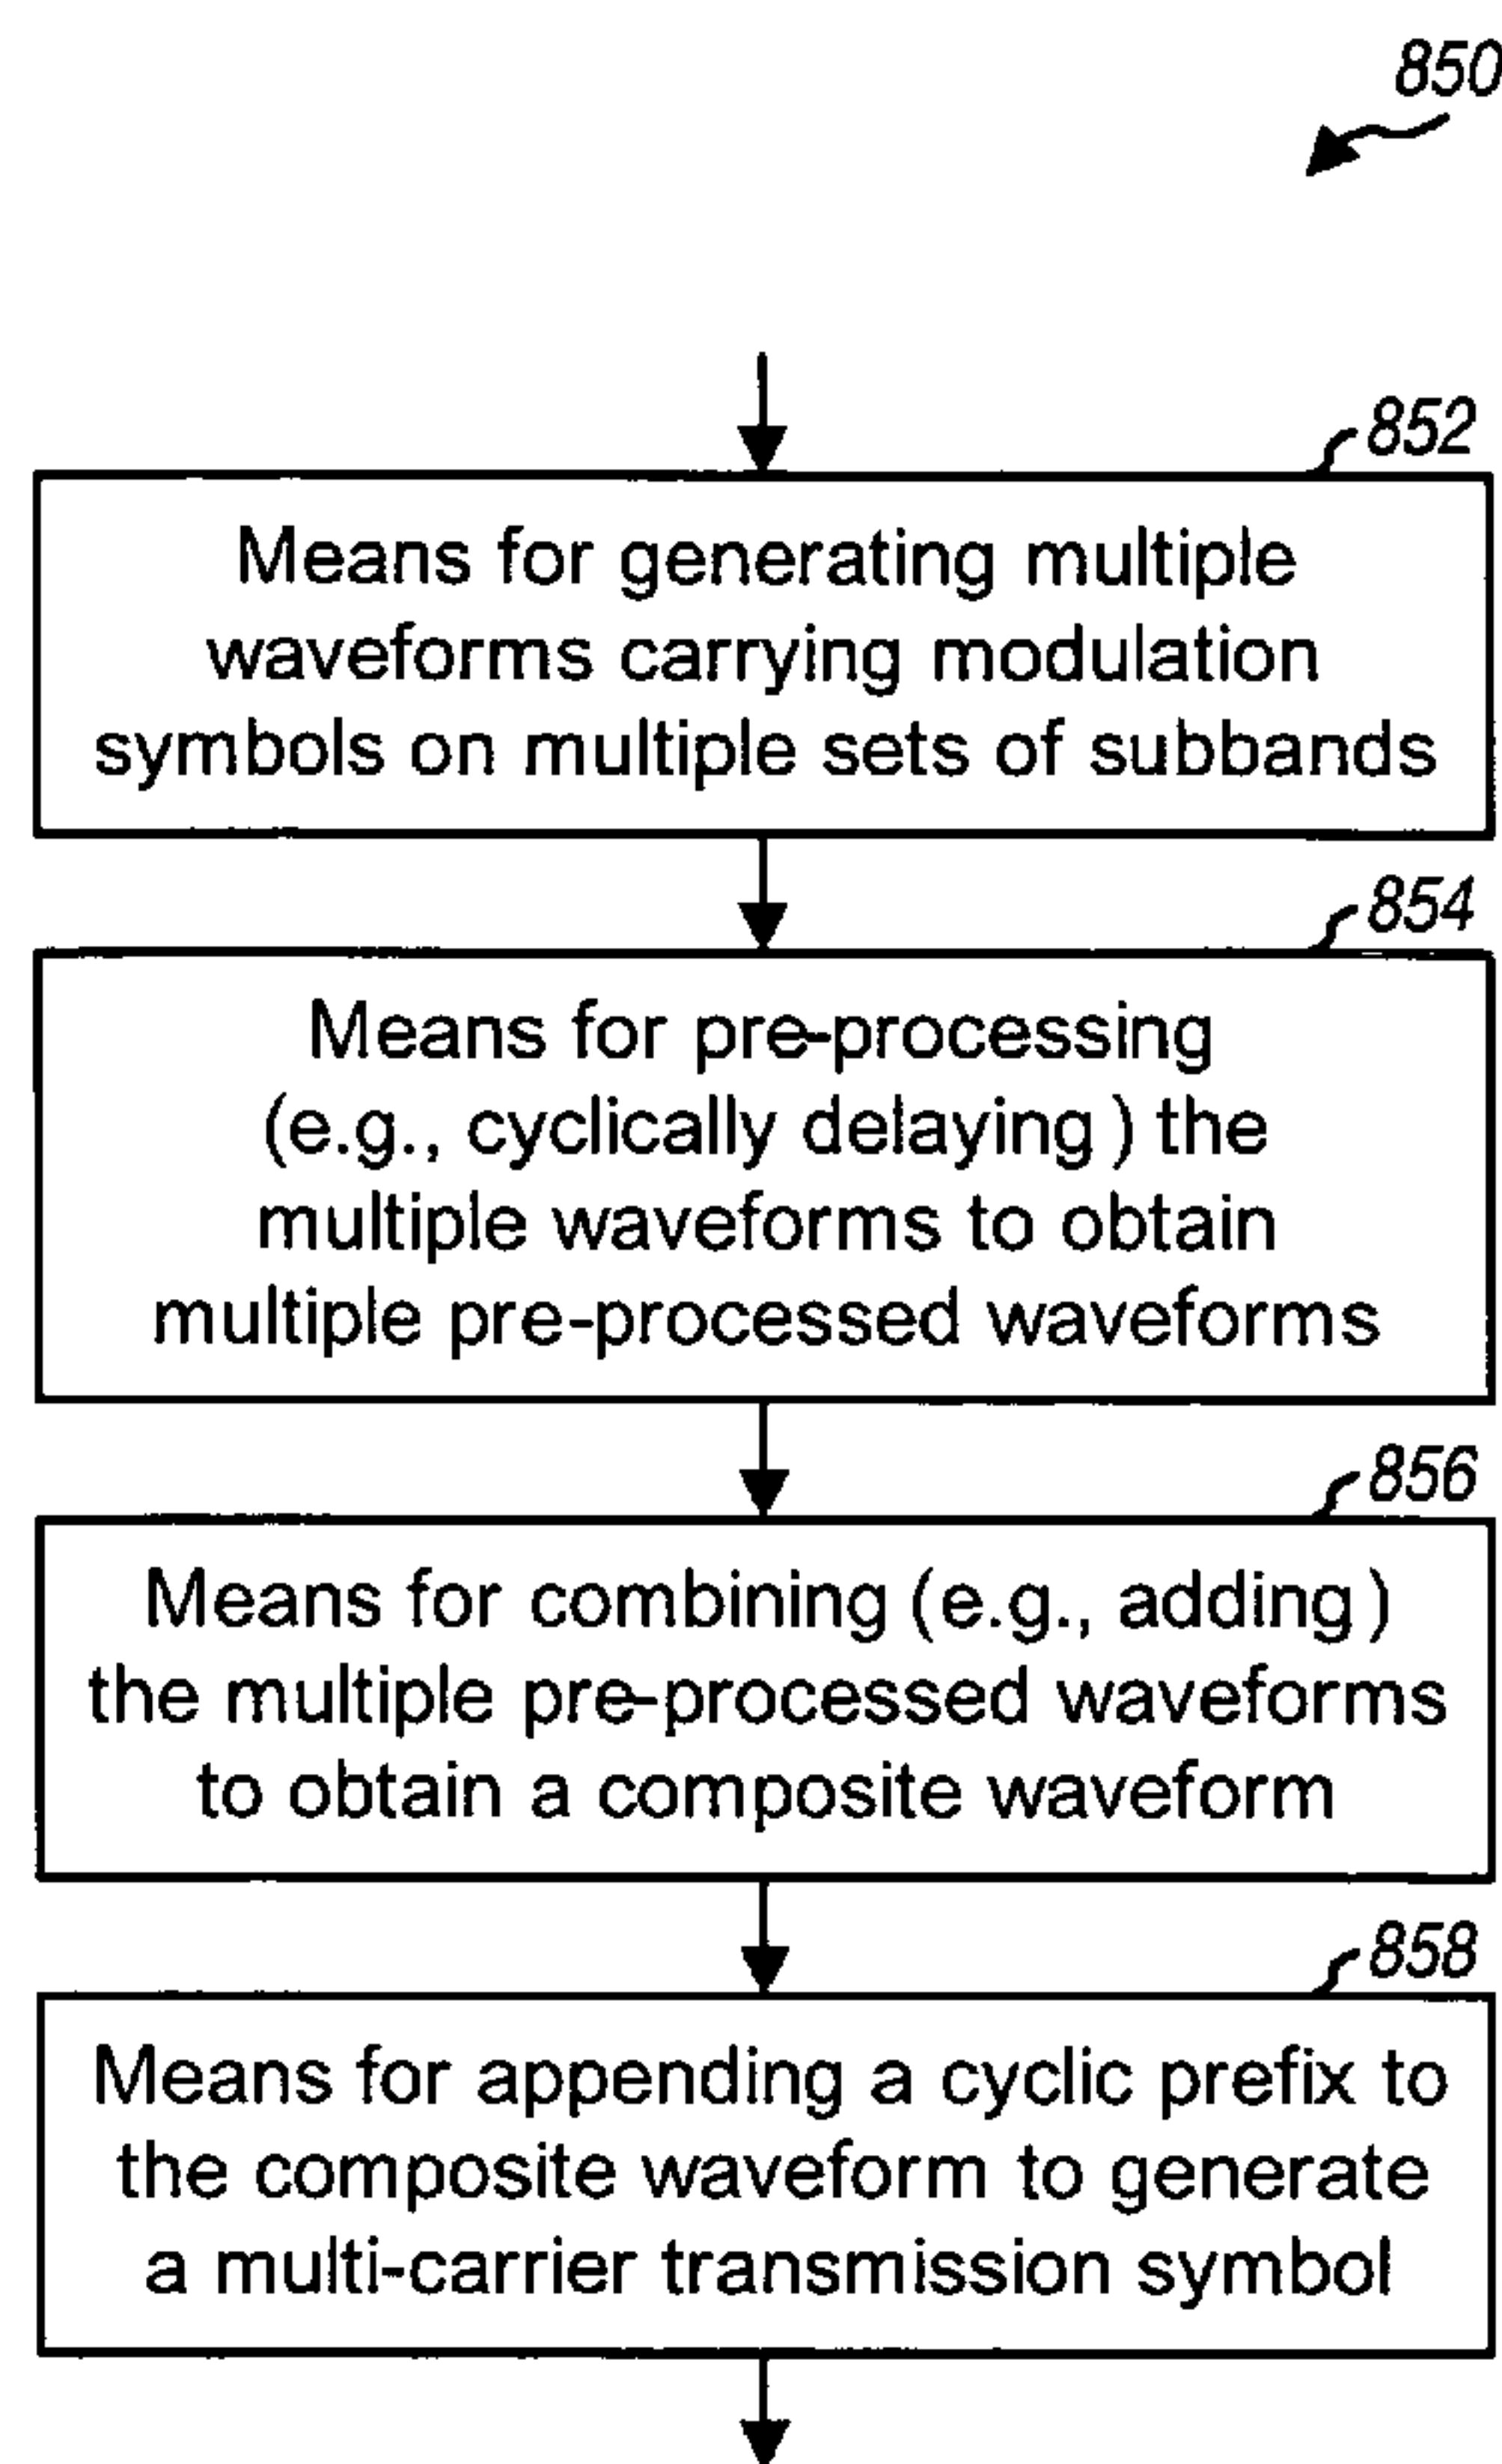 850
852
Means for generating multiple
waveforms carrying modulation
symbols on multiple sets of subbands
854
Means for pre-processing
(e.g., cyclically delaying) the
multiple waveforms to obtain
multiple pre-processed waveforms
856
Means for combining (e.g., adding)
the multiple pre-processed waveforms
to obtain a composite waveform
858
Means for appending a cyclic prefix to
the composite waveform to generate
a multi-carrier transmission symbol